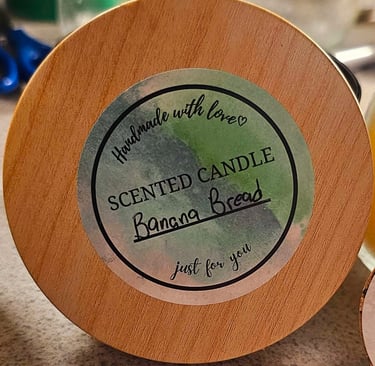 Handmade with love♡
SCENTED CANDLE
Banana Bread
just for you